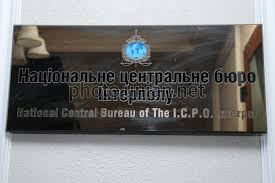 Національне центральне бюро
Інтерполу
National Central Bureau of The I.C.P.O. Interpol